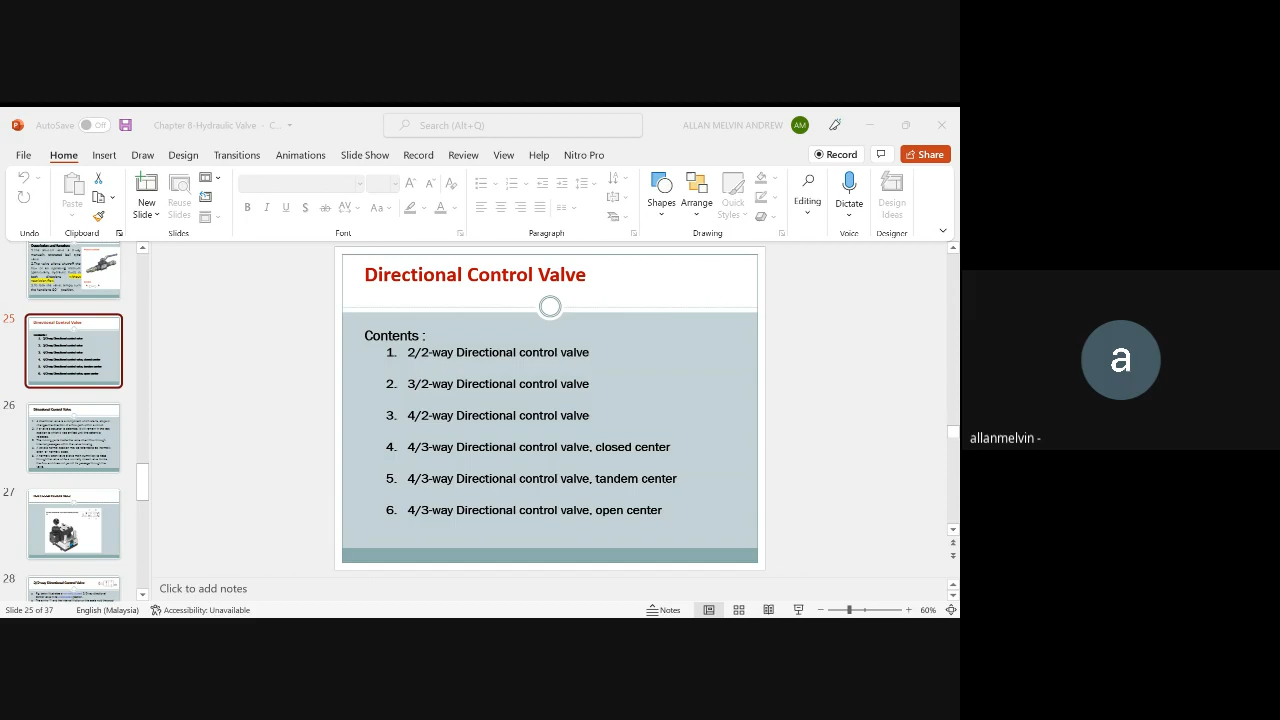 AutoSave Off Chapter 8-Hydraulic Valve - C... Search (Alt+Q) ALLAN MELVIN ANDREW AM
File Home Insert Draw Design Transitions Animations Slide Show Record Review View Help Nitro Pro Record Share
Paste New Slide Reuse Slides B I U S ab AV Aa A Shapes Arrange Quick Styles Editing Dictate Design Ideas
Undo Clipboard Slides Font Paragraph Drawing Voice Designer
25
26
27
28
Directional Control Valve
Contents :
1. 2/2-way Directional control valve
2. 3/2-way Directional control valve
3. 4/2-way Directional control valve
4. 4/3-way Directional control valve, closed center
5. 4/3-way Directional control valve, tandem center
6. 4/3-way Directional control valve, open center
Click to add notes
Slide 25 of 37 English (Malaysia) Accessibility: Unavailable Notes 60%
a
allanmelvin -